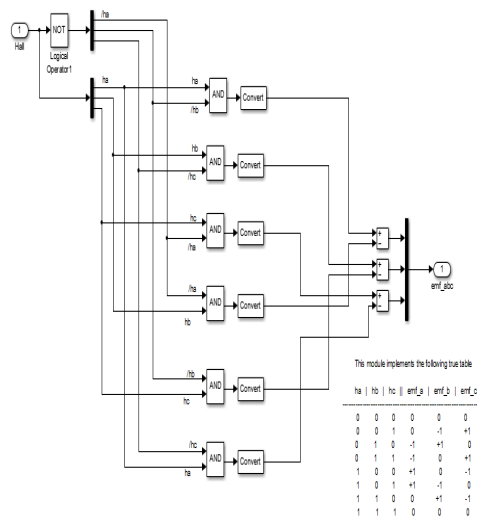 1
Hall
NOT
Logical
Operator1
/ha
ha
ha
/hb
AND
Convert
hb
/hc
AND
Convert
hc
/ha
AND
Convert
/ha
hb
AND
Convert
/hb
hc
AND
Convert
/hc
ha
AND
Convert
+
−
+
−
+
−
1
emf_abc
This module implements the following true table
ha | hb | hc || emf_a | emf_b | emf_c
0 0 0 0 0 0
0 0 1 0 -1 +1
0 1 0 -1 +1 0
0 1 1 -1 0 +1
1 0 0 +1 0 -1
1 0 1 +1 -1 0
1 1 0 0 +1 -1
1 1 1 0 0 0